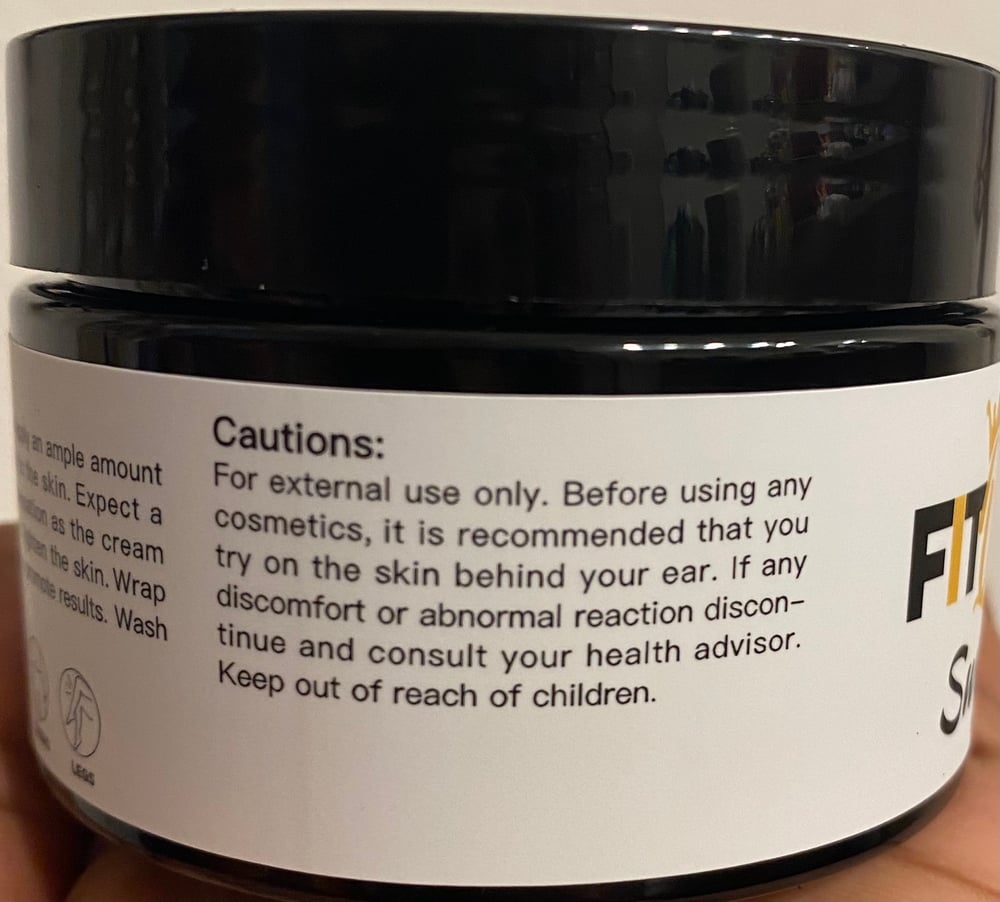 an ample amount
the skin. Expect a
as the cream
the skin. Wrap
results. Wash
LEGS
Cautions:
For external use only. Before using any
cosmetics, it is recommended that you
try on the skin behind your ear. If any
discomfort or abnormal reaction discon-
tinue and consult your health advisor.
Keep out of reach of children.
FIT